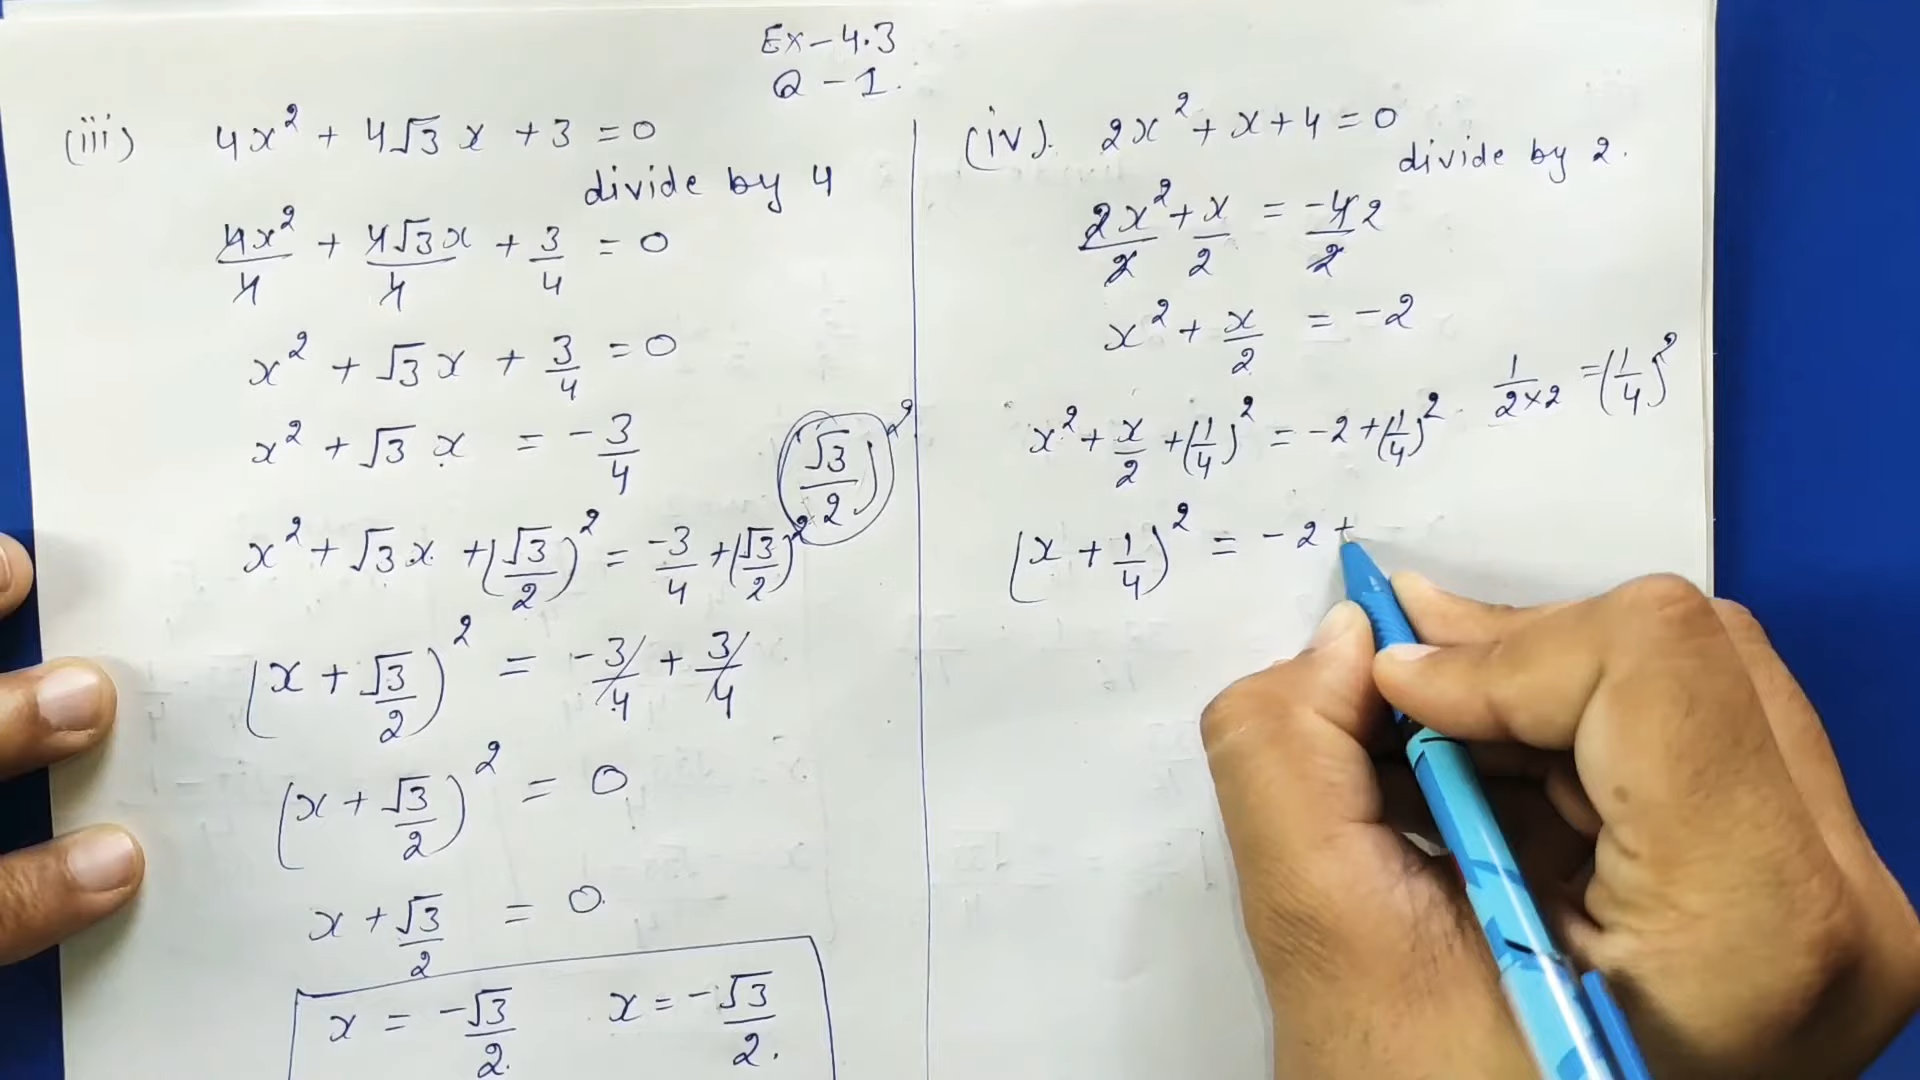 Ex-4.3
Q-1.
(iii) 4x² + 4√3 x + 3 = 0
divide by 4
4x²/4 + 4√3x/4 + 3/4 = 0
x² + √3 x + 3/4 = 0
x² + √3 x = -3/4
(√3/2)²
x² + √3 x + (√3/2)² = -3/4 + (√3/2)²
(x + √3/2)² = -3/4 + 3/4
(x + √3/2)² = 0
x + √3/2 = 0
x = -√3/2 x = -√3/2.
(iv). 2x² + x + 4 = 0
divide by 2.
2x²/2 + x/2 = -4/2 2
x² + x/2 = -2
1/2×2 = (1/4)²
x² + x/2 + (1/4)² = -2 + (1/4)²
(x + 1/4)² = -2 +